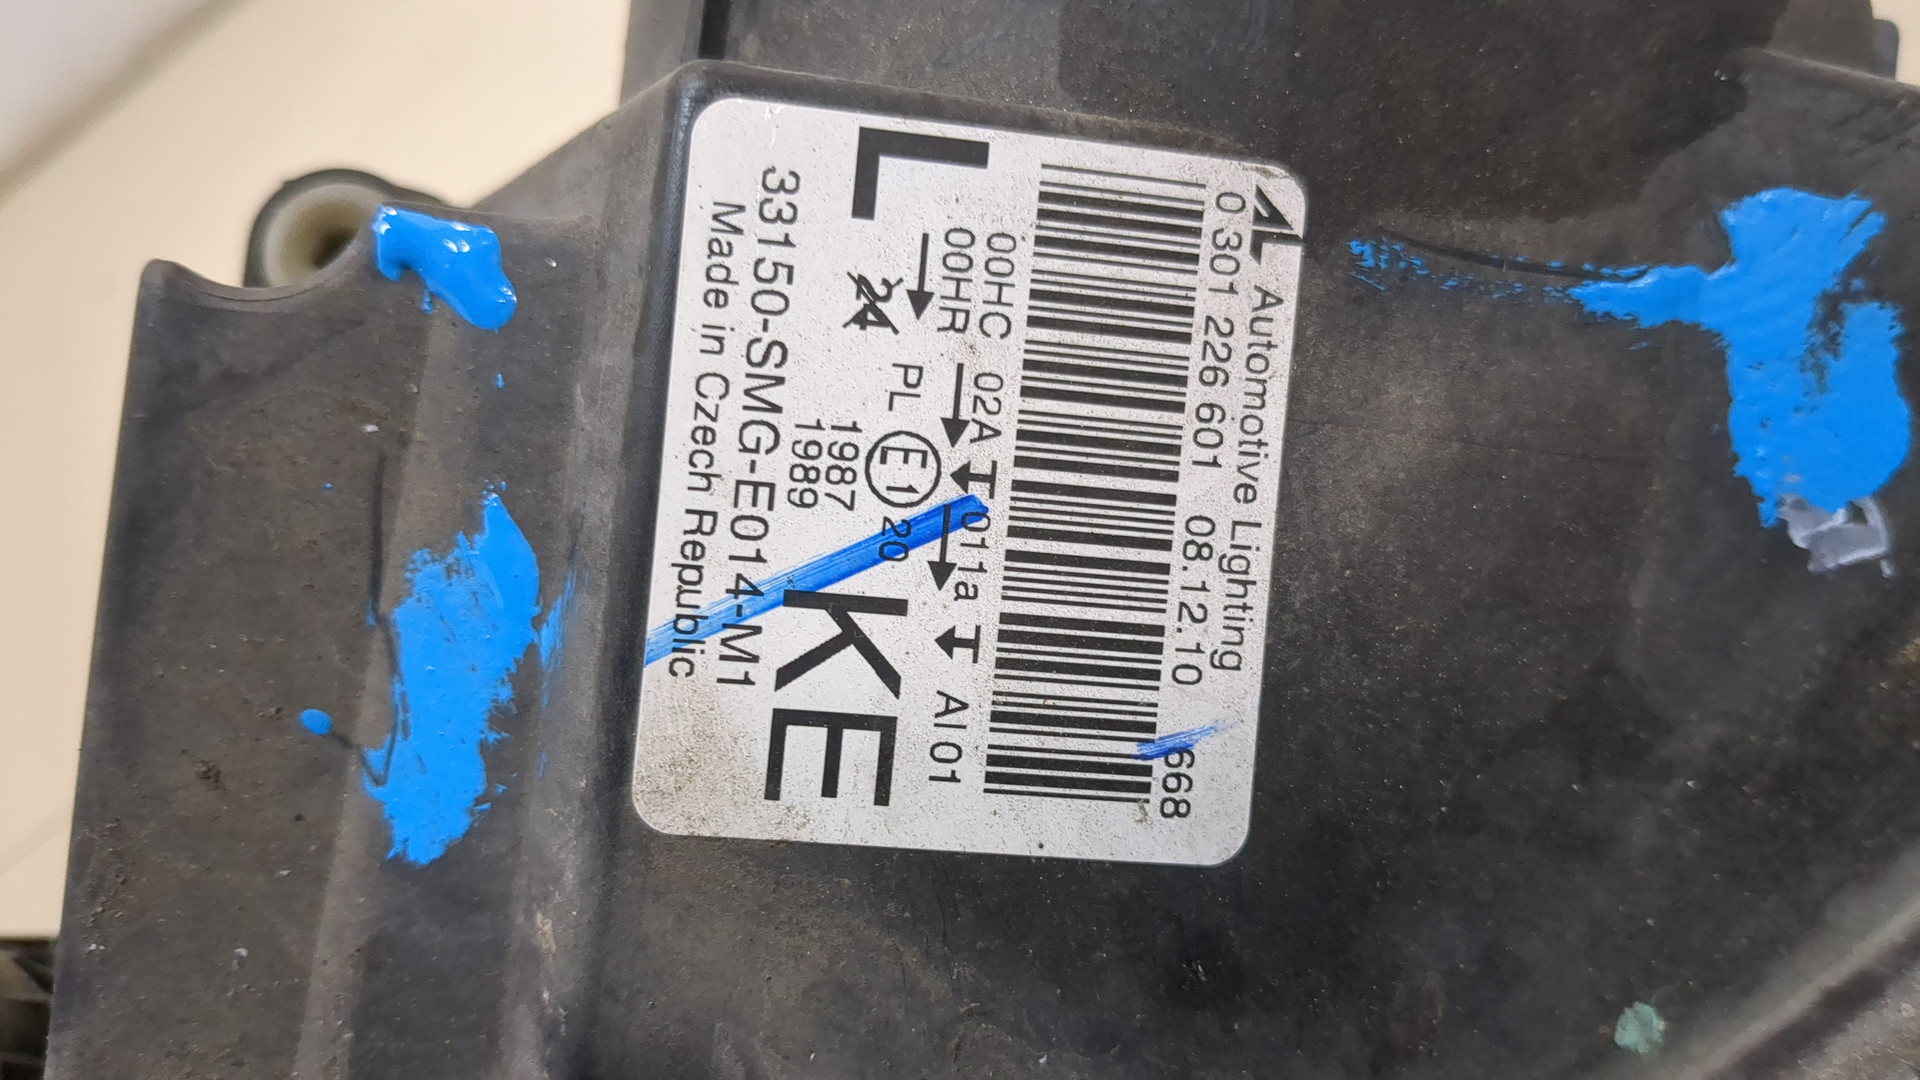 AL Automotive Lighting
0 301 226 601 08.12.10 668
00HC 02A 011a AI 01
00HR
L 24 PL E1 20 KE
1987
1989
33150-SMG-E014-M1
Made in Czech Republic